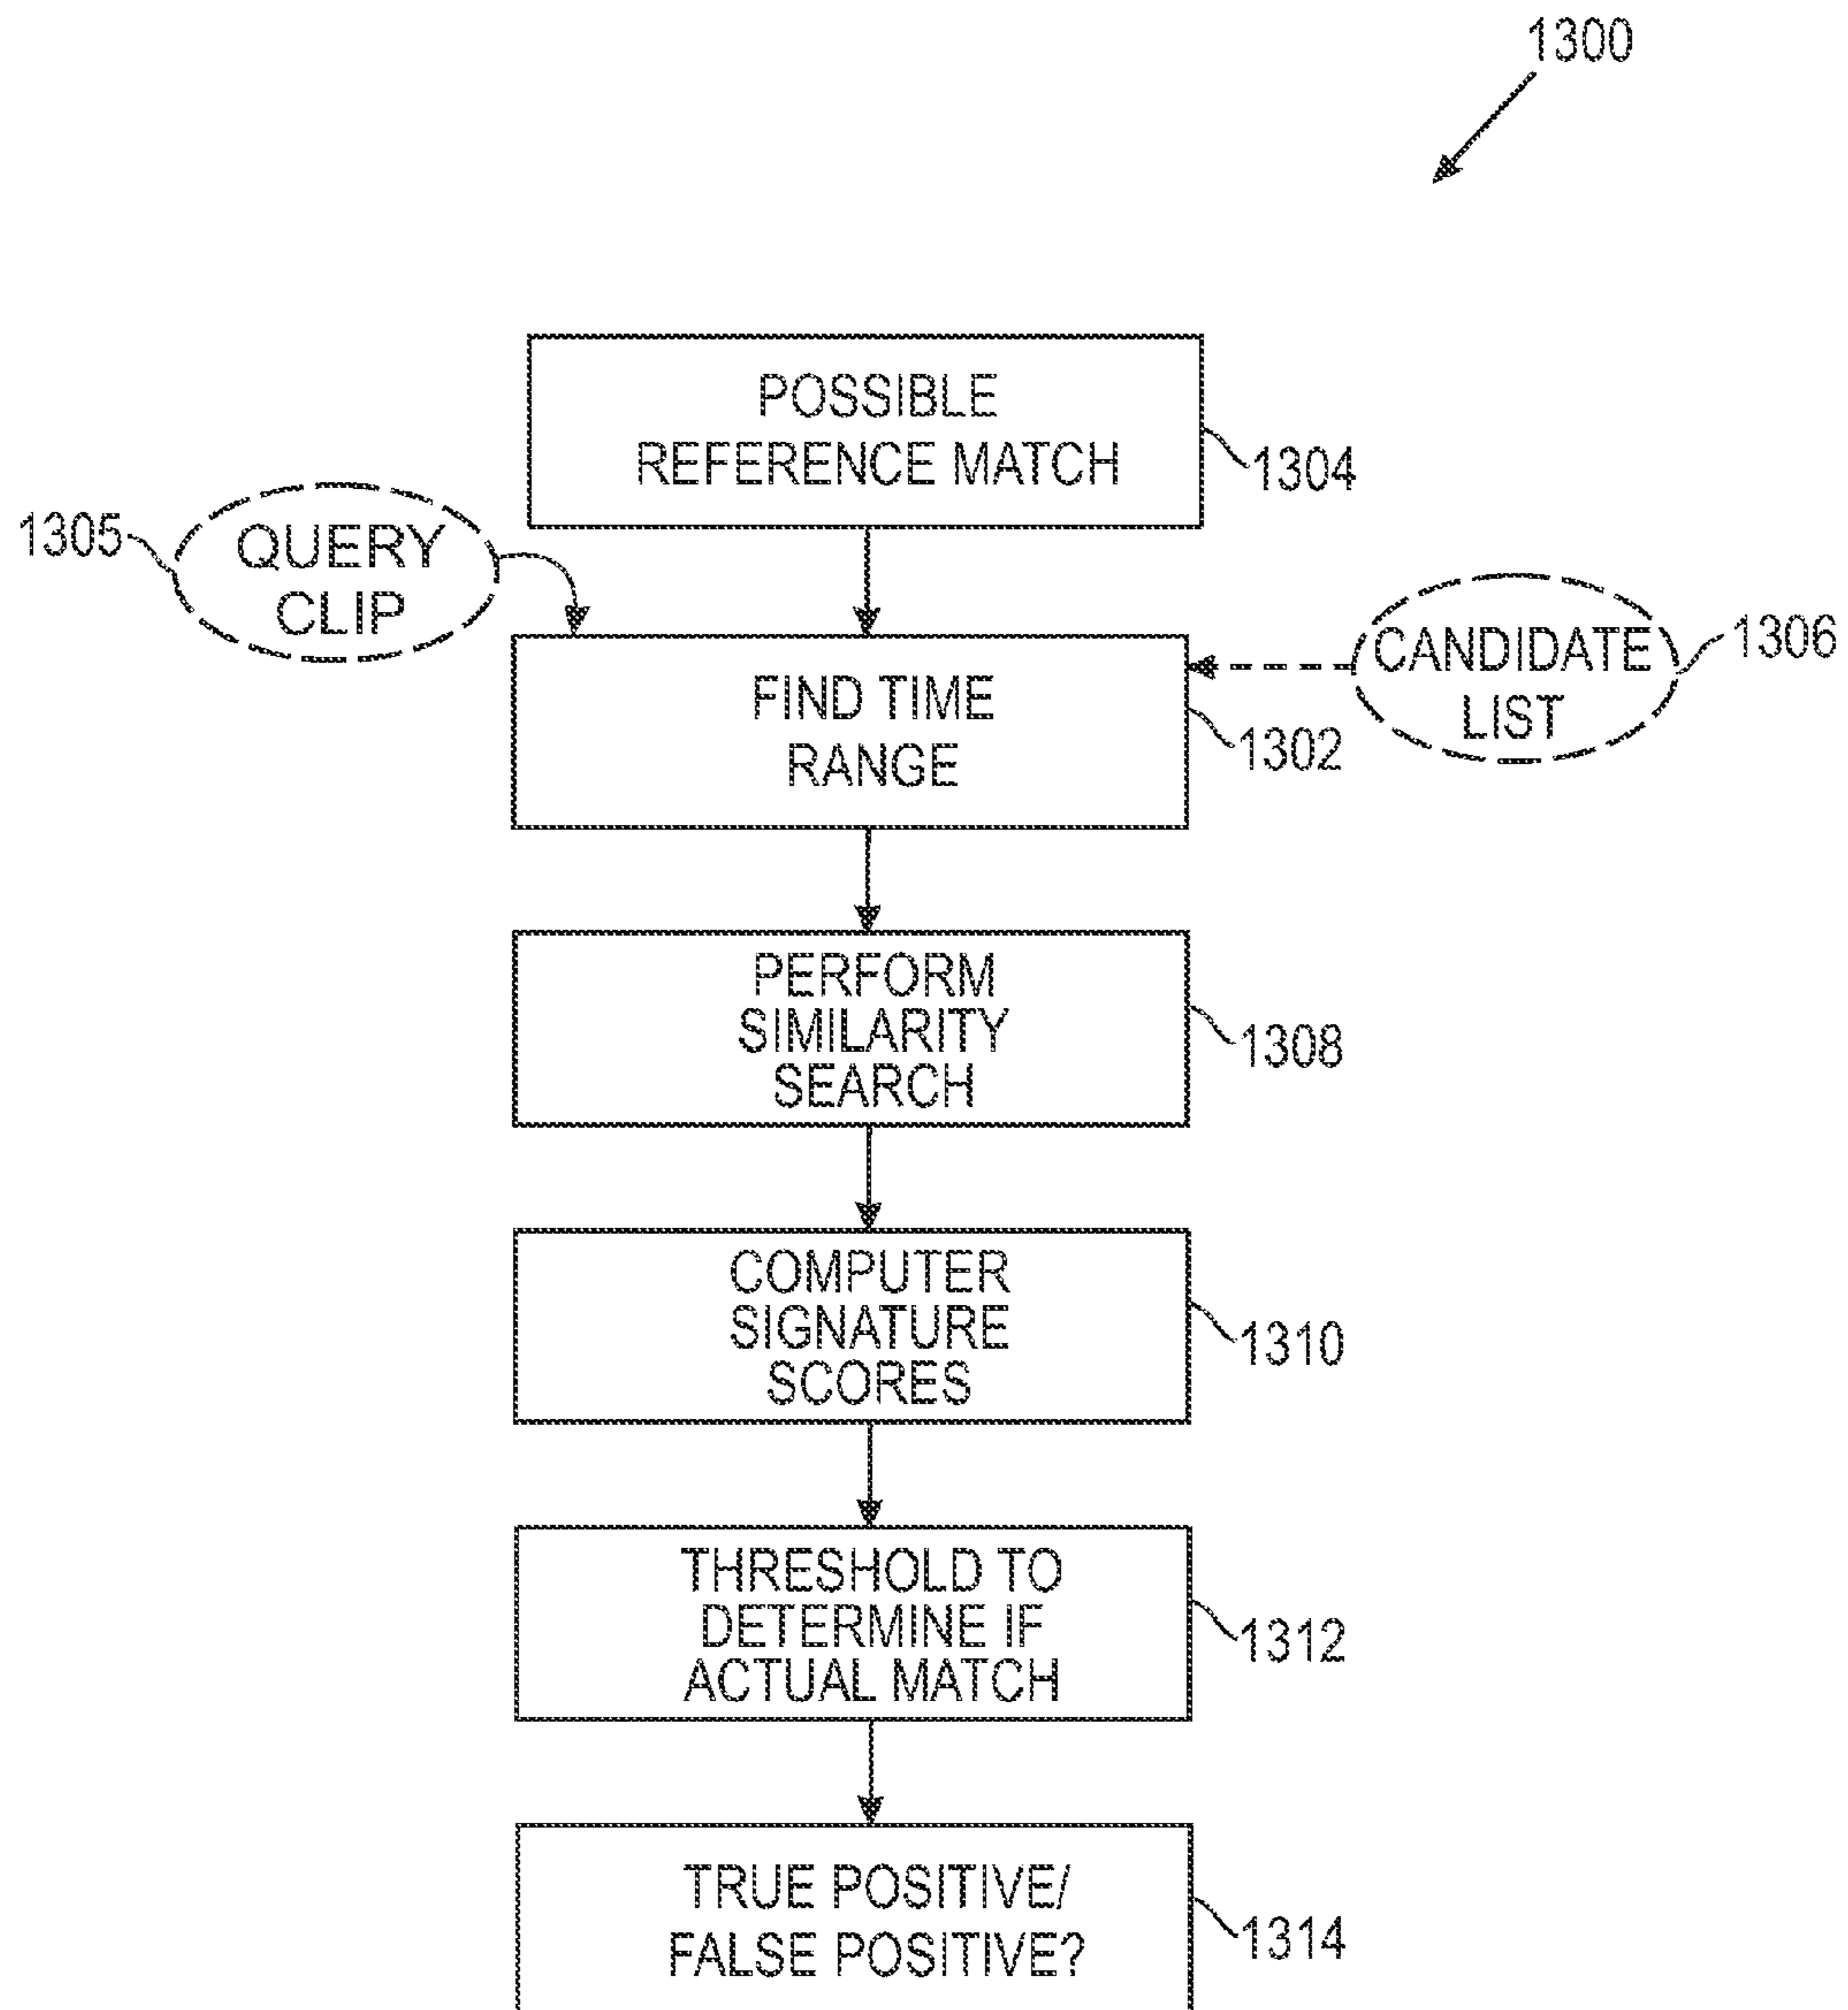 1300
POSSIBLE
REFERENCE MATCH
1304
1305
QUERY
CLIP
CANDIDATE
LIST
1306
FIND TIME
RANGE
1302
PERFORM
SIMILARITY
SEARCH
1308
COMPUTER
SIGNATURE
SCORES
1310
THRESHOLD TO
DETERMINE IF
ACTUAL MATCH
1312
TRUE POSITIVE/
FALSE POSITIVE?
1314